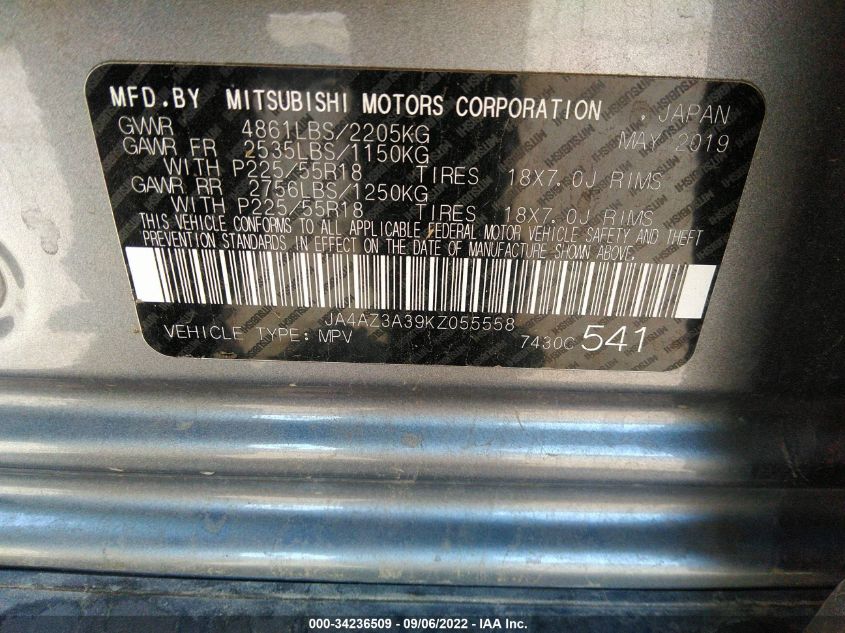 MFD.BY MITSUBISHI MOTORS CORPORATION , JAPAN
GVWR 4861LBS/2205KG MAY 2019
GAWR FR 2535LBS/1150KG
WITH P225/55R18 TIRES 18X7.0J RIMS
GAWR RR 2756LBS/1250KG
WITH P225/55R18 TIRES 18X7.0J RIMS
THIS VEHICLE CONFORMS TO ALL APPLICABLE FEDERAL MOTOR VEHICLE SAFETY AND THEFT
PREVENTION STANDARDS IN EFFECT ON THE DATE OF MANUFACTURE SHOWN ABOVE.
JA4AZ3A39KZ055558
VEHICLE TYPE: MPV 7430C 541
000-34236509 - 09/06/2022 - IAA Inc.